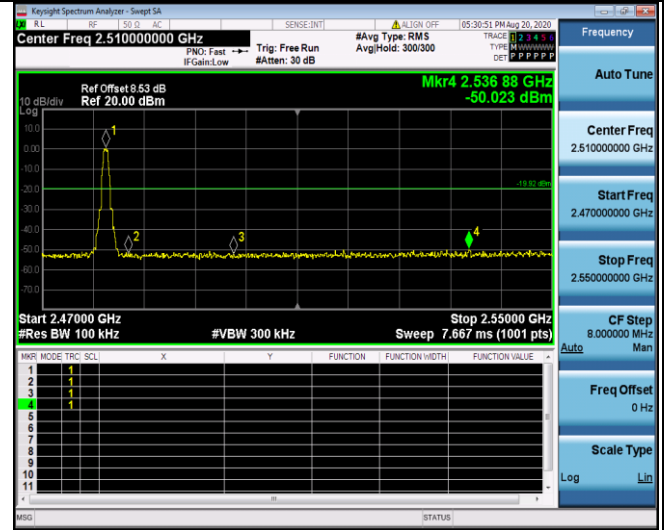 Keysight Spectrum Analyzer - Swept SA
RL RF 50 Ω AC SENSE:INT ALIGN OFF 05:30:51 PM Aug 20, 2020
Center Freq 2.510000000 GHz
PNO: Fast
IFGain:Low
Trig: Free Run
#Atten: 30 dB
#Avg Type: RMS
Avg|Hold: 300/300
TRACE 1 2 3 4 5 6
TYPE M W W W W W
DET P P P P P P
Ref Offset 8.53 dB
Ref 20.00 dBm
10 dB/div
Log
Mkr4 2.536 88 GHz
-50.023 dBm
10.0
0.00
-10.0
-20.0
-30.0
-40.0
-50.0
-60.0
-70.0
1
2
3
4
-19.92 dBm
Start 2.47000 GHz Stop 2.55000 GHz
#Res BW 100 kHz #VBW 300 kHz Sweep 7.667 ms (1001 pts)
MKR MODE TRC SCL X Y FUNCTION FUNCTION WIDTH FUNCTION VALUE
1 1
2 1
3 1
4 1
5
6
7
8
9
10
11
MSG STATUS
Frequency
Auto Tune
Center Freq
2.510000000 GHz
Start Freq
2.470000000 GHz
Stop Freq
2.550000000 GHz
CF Step
8.000000 MHz
Auto Man
Freq Offset
0 Hz
Scale Type
Log Lin